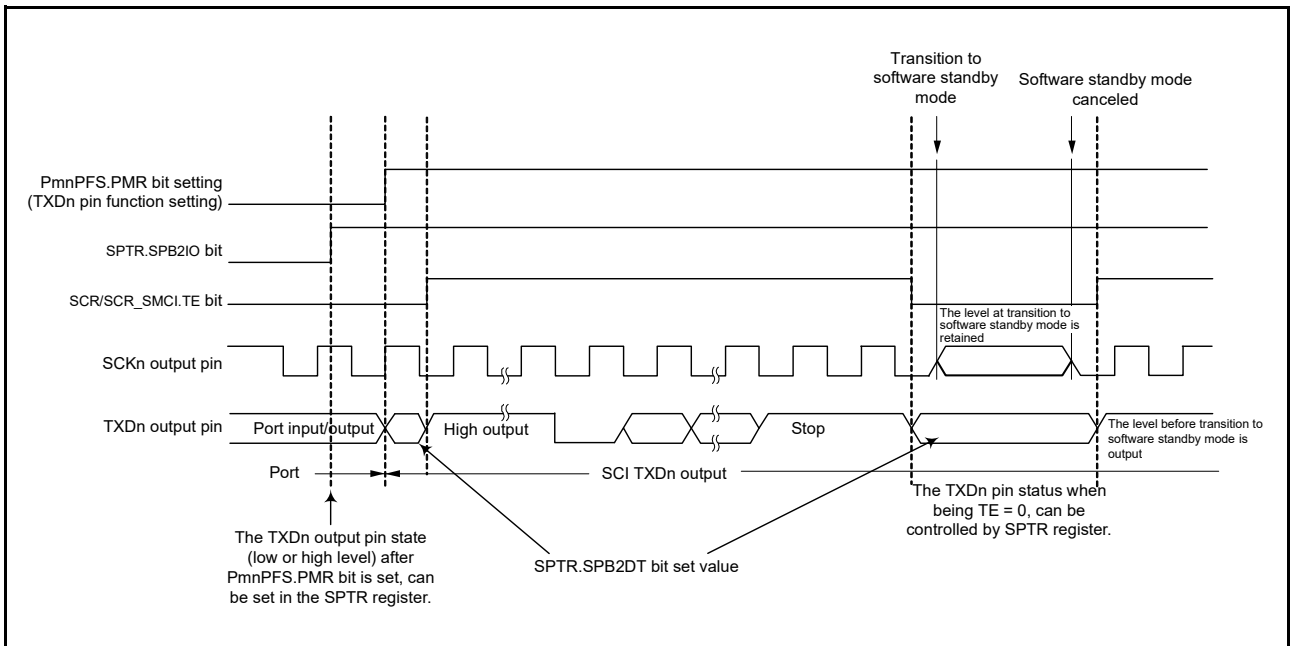 Transition to
software standby
mode
Software standby mode
canceled
PmnPFS.PMR bit setting
(TXDn pin function setting)
SPTR.SPB2IO bit
SCR/SCR_SMCI.TE bit
The level at transition to
software standby mode is
retained
SCKn output pin
TXDn output pin
Port input/output
High output
Stop
The level before transition to
software standby mode is
output
Port
SCI TXDn output
The TXDn output pin state
(low or high level) after
PmnPFS.PMR bit is set, can
be set in the SPTR register.
SPTR.SPB2DT bit set value
The TXDn pin status when
being TE = 0, can be
controlled by SPTR register.